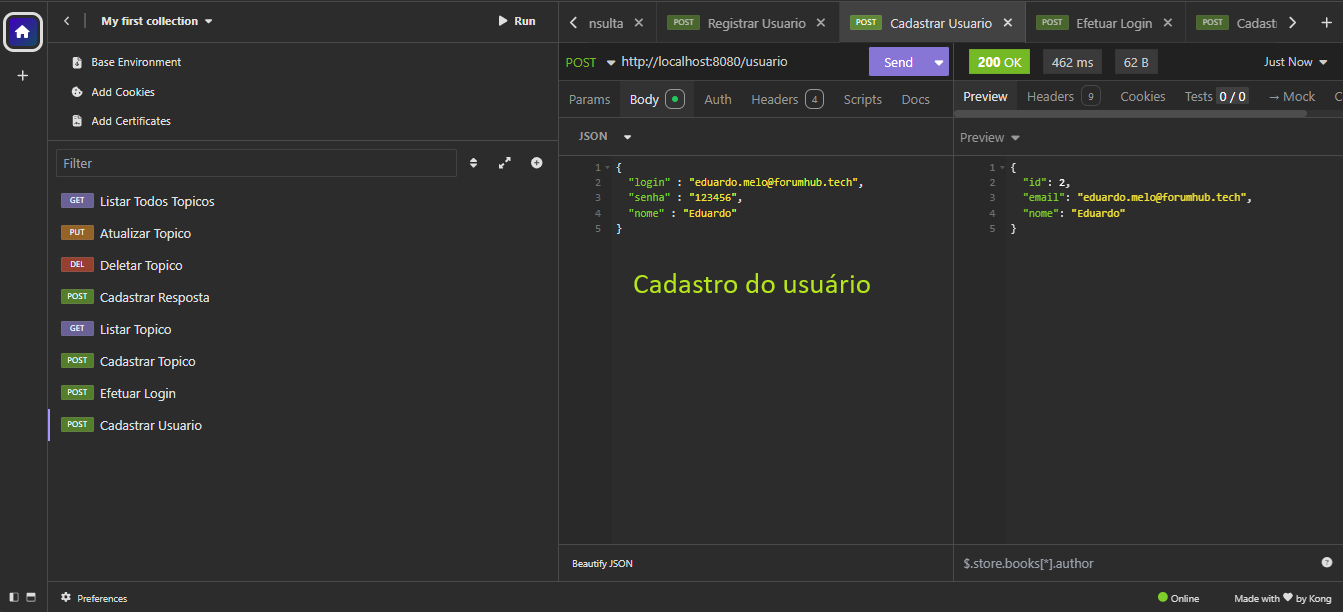 My first collection
Run
Base Environment
Add Cookies
Add Certificates
Filter
GET Listar Todos Topicos
PUT Atualizar Topico
DEL Deletar Topico
POST Cadastrar Resposta
GET Listar Topico
POST Cadastrar Topico
POST Efetuar Login
POST Cadastrar Usuario
nsulta
POST Registrar Usuario
POST Cadastrar Usuario
POST Efetuar Login
POST Cadast
POST http://localhost:8080/usuario Send
Params Body Auth Headers 4 Scripts Docs
JSON
1 {
2 "login" : "eduardo.melo@forumhub.tech",
3 "senha" : "123456",
4 "nome" : "Eduardo"
5 }
Cadastro do usuário
Beautify JSON
200 OK 462 ms 62 B Just Now
Preview Headers 9 Cookies Tests 0 / 0 → Mock C
Preview
1 {
2 "id": 2,
3 "email": "eduardo.melo@forumhub.tech",
4 "nome": "Eduardo"
5 }
$.store.books[*].author
Preferences
Online
Made with ♥ by Kong